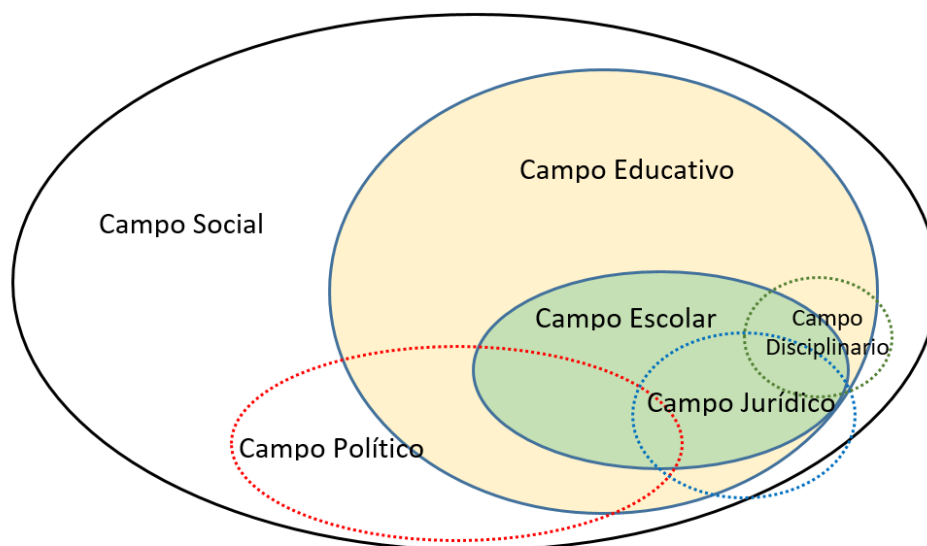 Campo Educativo
Campo Social
Campo Escolar
Campo
Disciplinario
Campo Jurídico
Campo Político